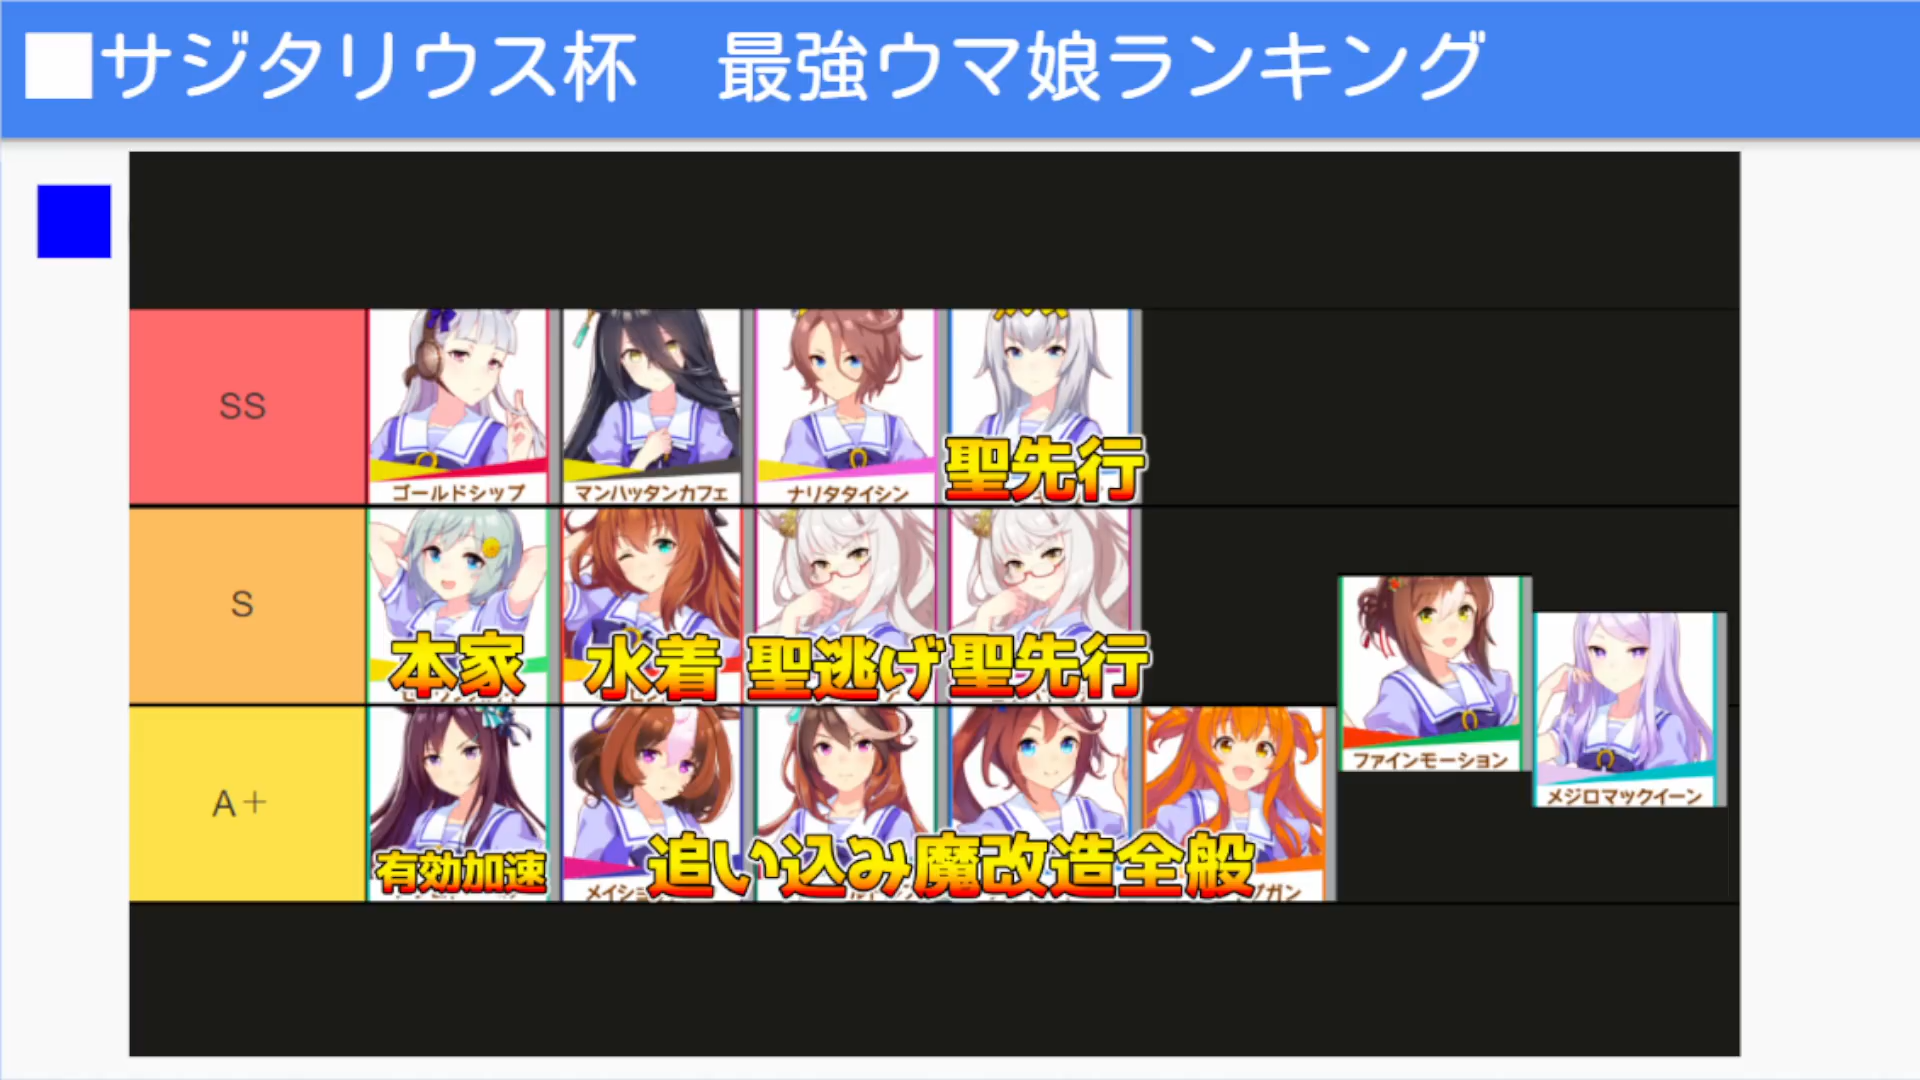 サジタリウス杯　最強ウマ娘ランキング
SS
ゴールドシップ
マンハッタンカフェ
ナリタタイシン
聖先行
S
本家
水着
聖逃げ
聖先行
ファインモーション
メジロマックイーン
A+
有効加速
追い込み魔改造全般